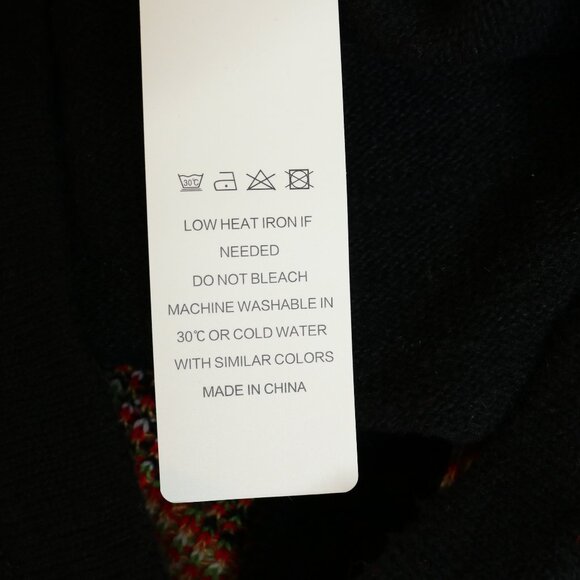 30℃
LOW HEAT IRON IF
NEEDED
DO NOT BLEACH
MACHINE WASHABLE IN
30℃ OR COLD WATER
WITH SIMILAR COLORS
MADE IN CHINA